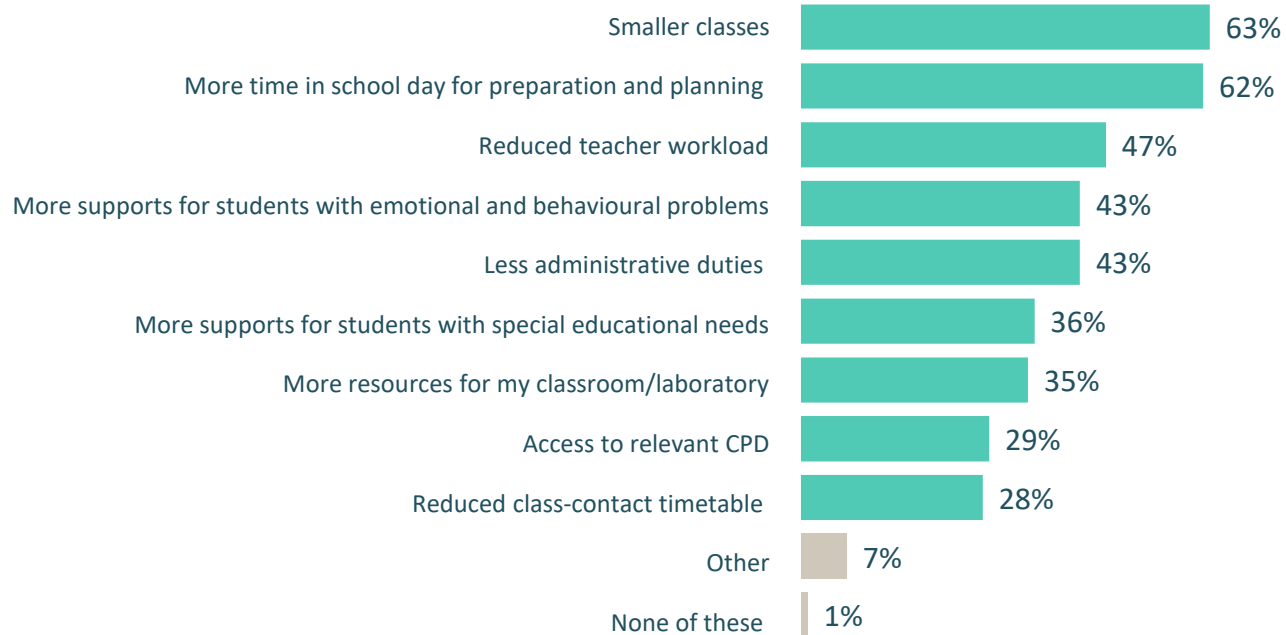 Smaller classes 63%
More time in school day for preparation and planning 62%
Reduced teacher workload 47%
More supports for students with emotional and behavioural problems 43%
Less administrative duties 43%
More supports for students with special educational needs 36%
More resources for my classroom/laboratory 35%
Access to relevant CPD 29%
Reduced class-contact timetable 28%
Other 7%
None of these 1%